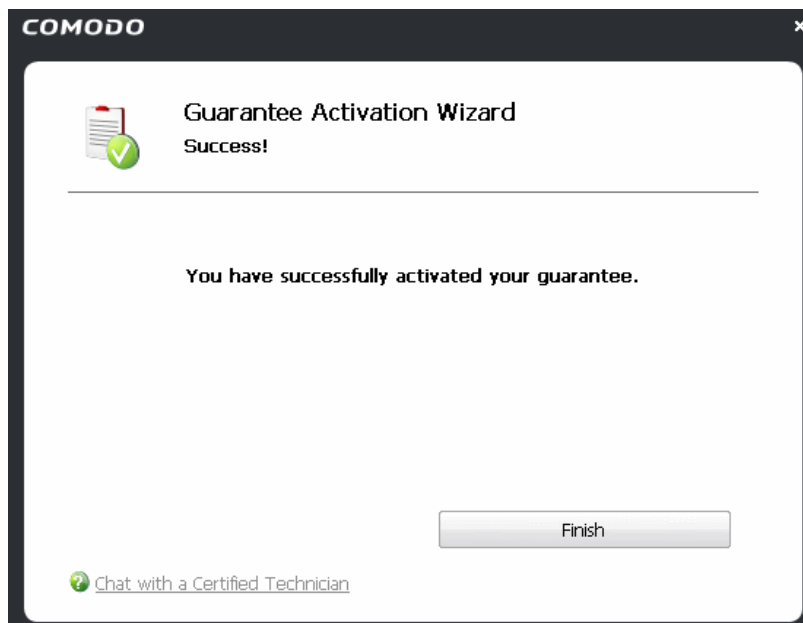 COMODO
Guarantee Activation Wizard
Success!
You have successfully activated your guarantee.
Finish
Chat with a Certified Technician